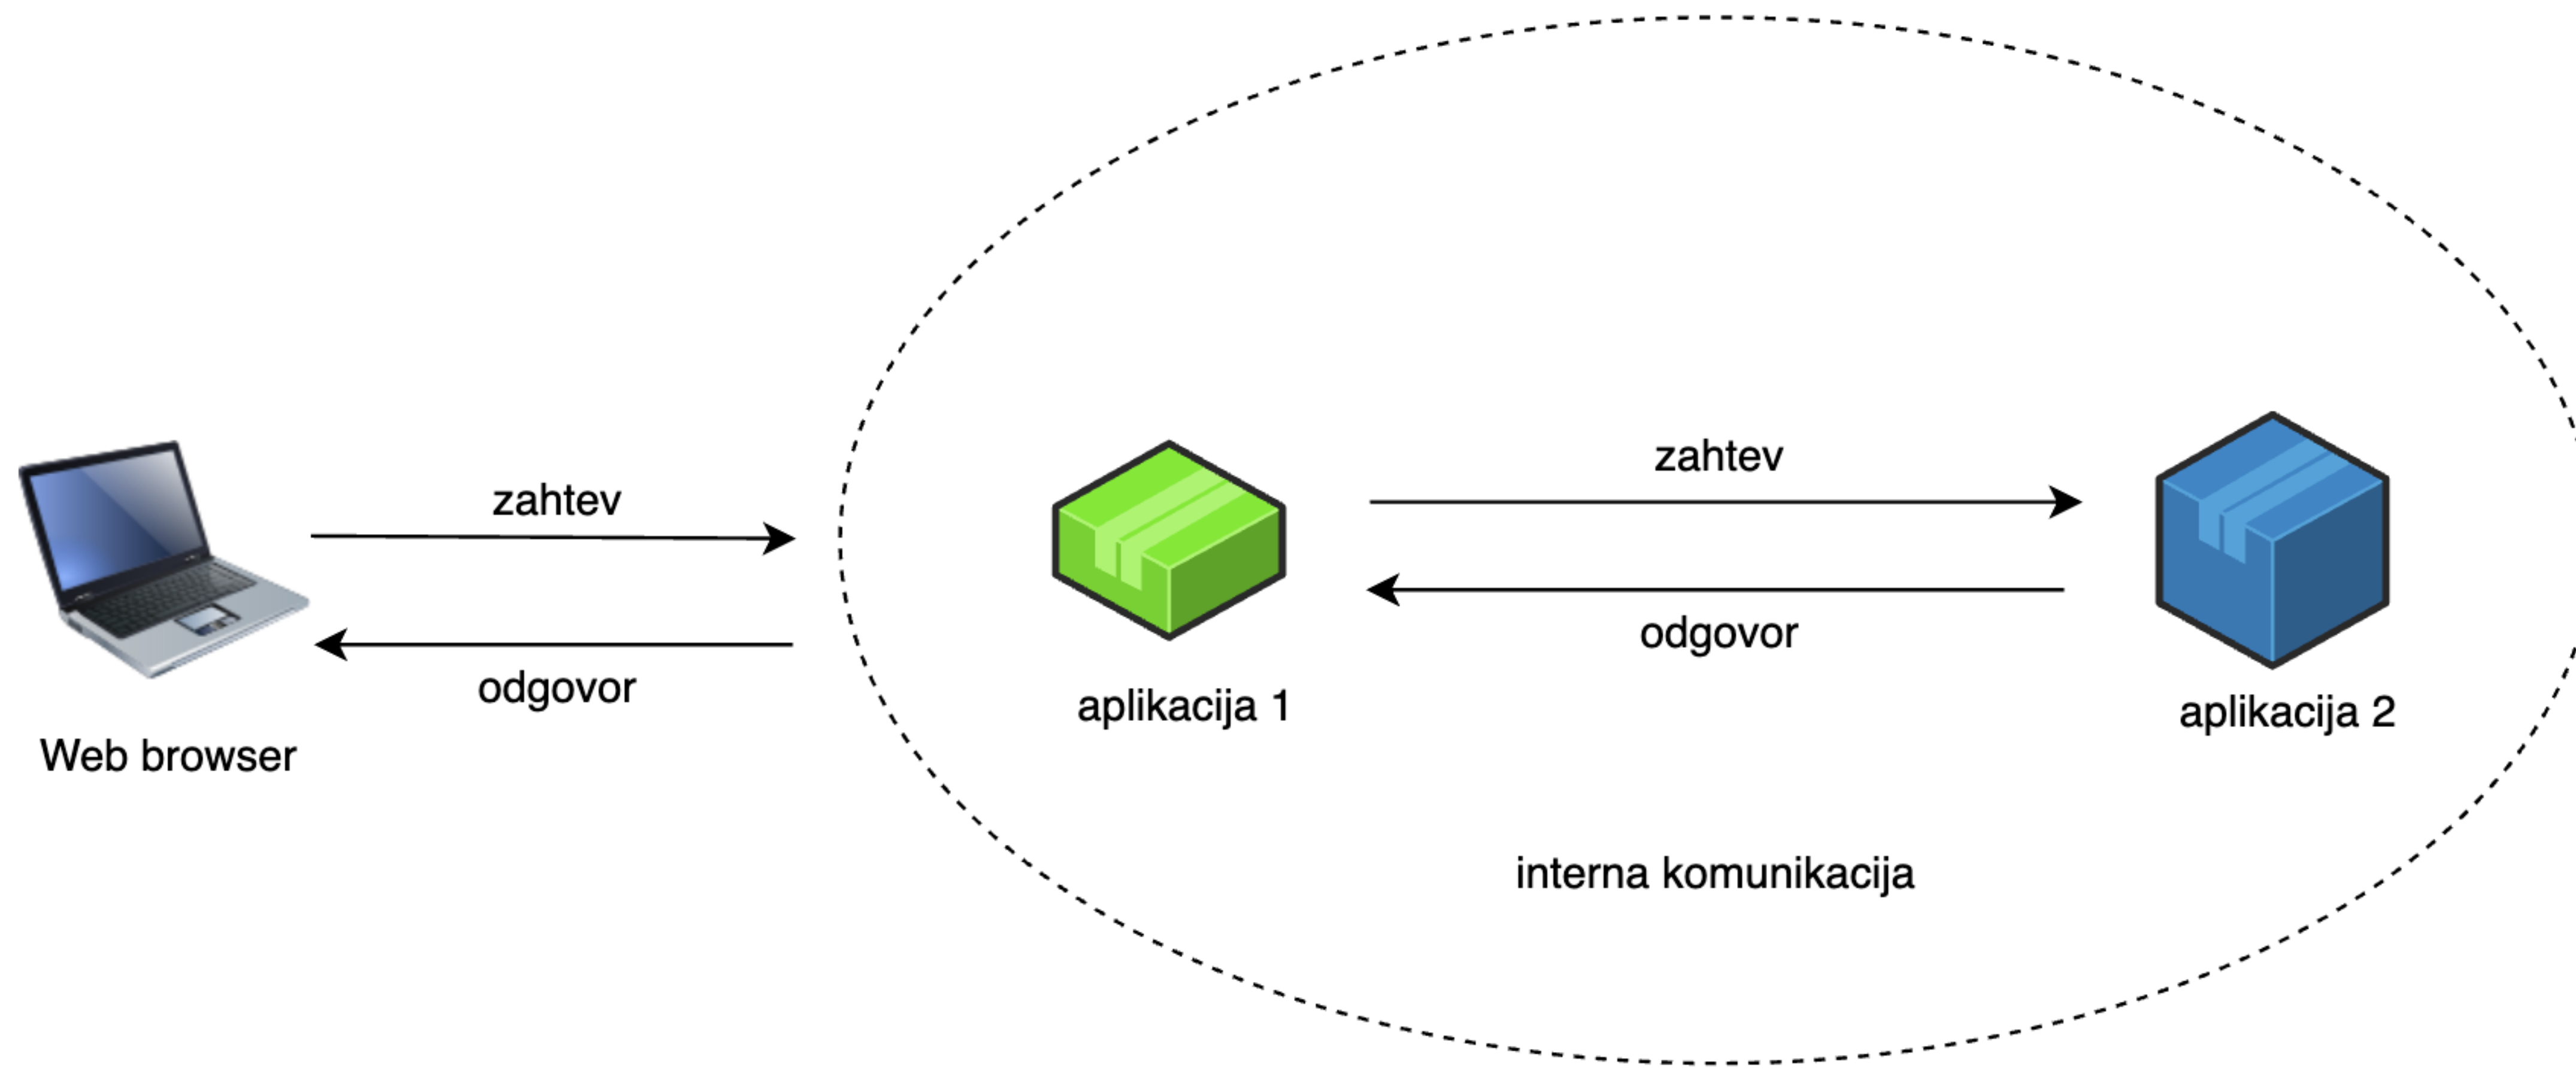 zahtev
odgovor
Web browser
zahtev
odgovor
aplikacija 1
aplikacija 2
interna komunikacija